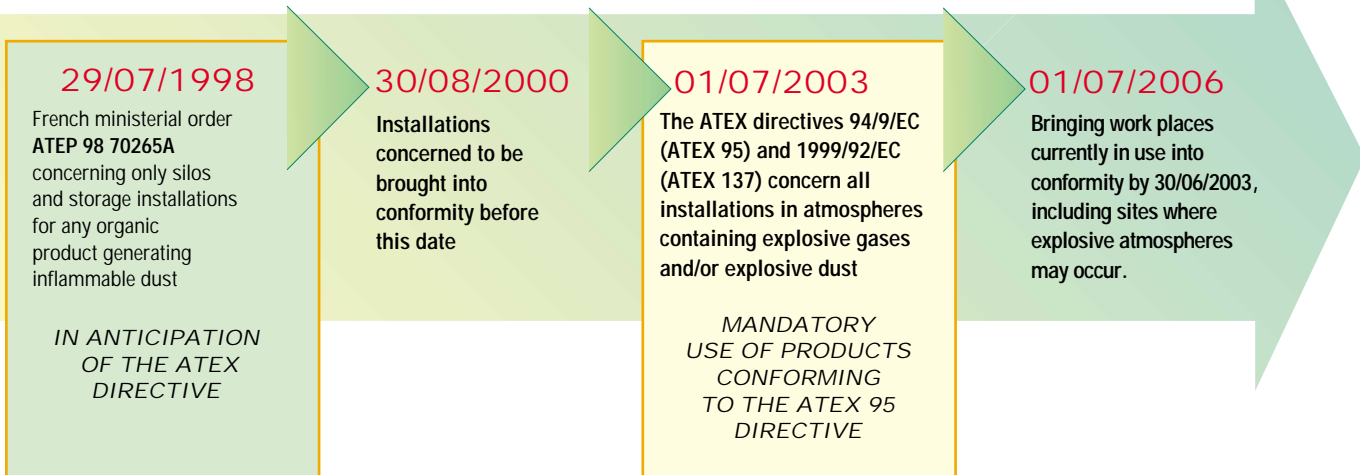 29/07/1998
French ministerial order
ATEP 98 70265A
concerning only silos
and storage installations
for any organic
product generating
inflammable dust
IN ANTICIPATION
OF THE ATEX
DIRECTIVE
30/08/2000
Installations
concerned to be
brought into
conformity before
this date
01/07/2003
The ATEX directives 94/9/EC
(ATEX 95) and 1999/92/EC
(ATEX 137) concern all
installations in atmospheres
containing explosive gases
and/or explosive dust
MANDATORY
USE OF PRODUCTS
CONFORMING
TO THE ATEX 95
DIRECTIVE
01/07/2006
Bringing work places
currently in use into
conformity by 30/06/2003,
including sites where
explosive atmospheres
may occur.